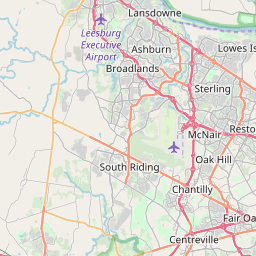 Lansdowne
Leesburg
Executive
Airport
Ashburn
Lowes Is
Broadlands
Sterling
McNair
Resto
Oak Hill
South Riding
Chantilly
Fair Oa
Centreville